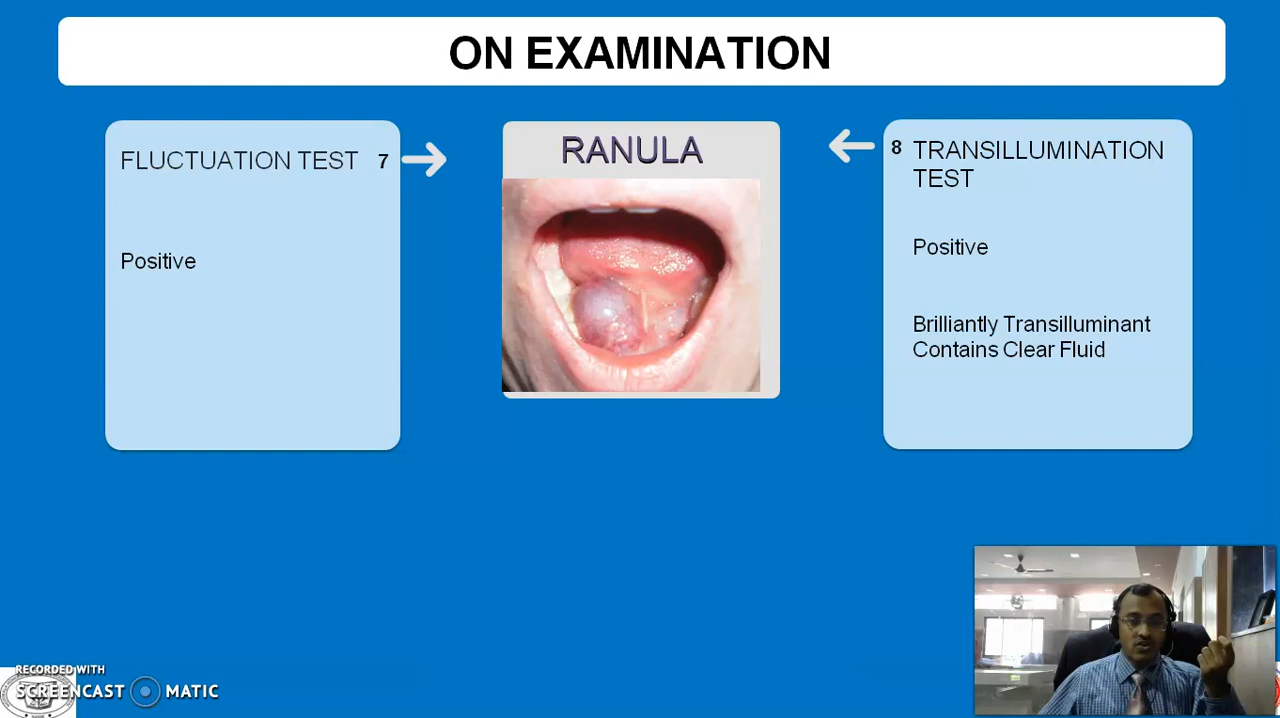 ON EXAMINATION
FLUCTUATION TEST 7
Positive
RANULA
8 TRANSILLUMINATION
TEST
Positive
Brilliantly Transilluminant
Contains Clear Fluid
RECORDED WITH
SCREENCAST MATIC